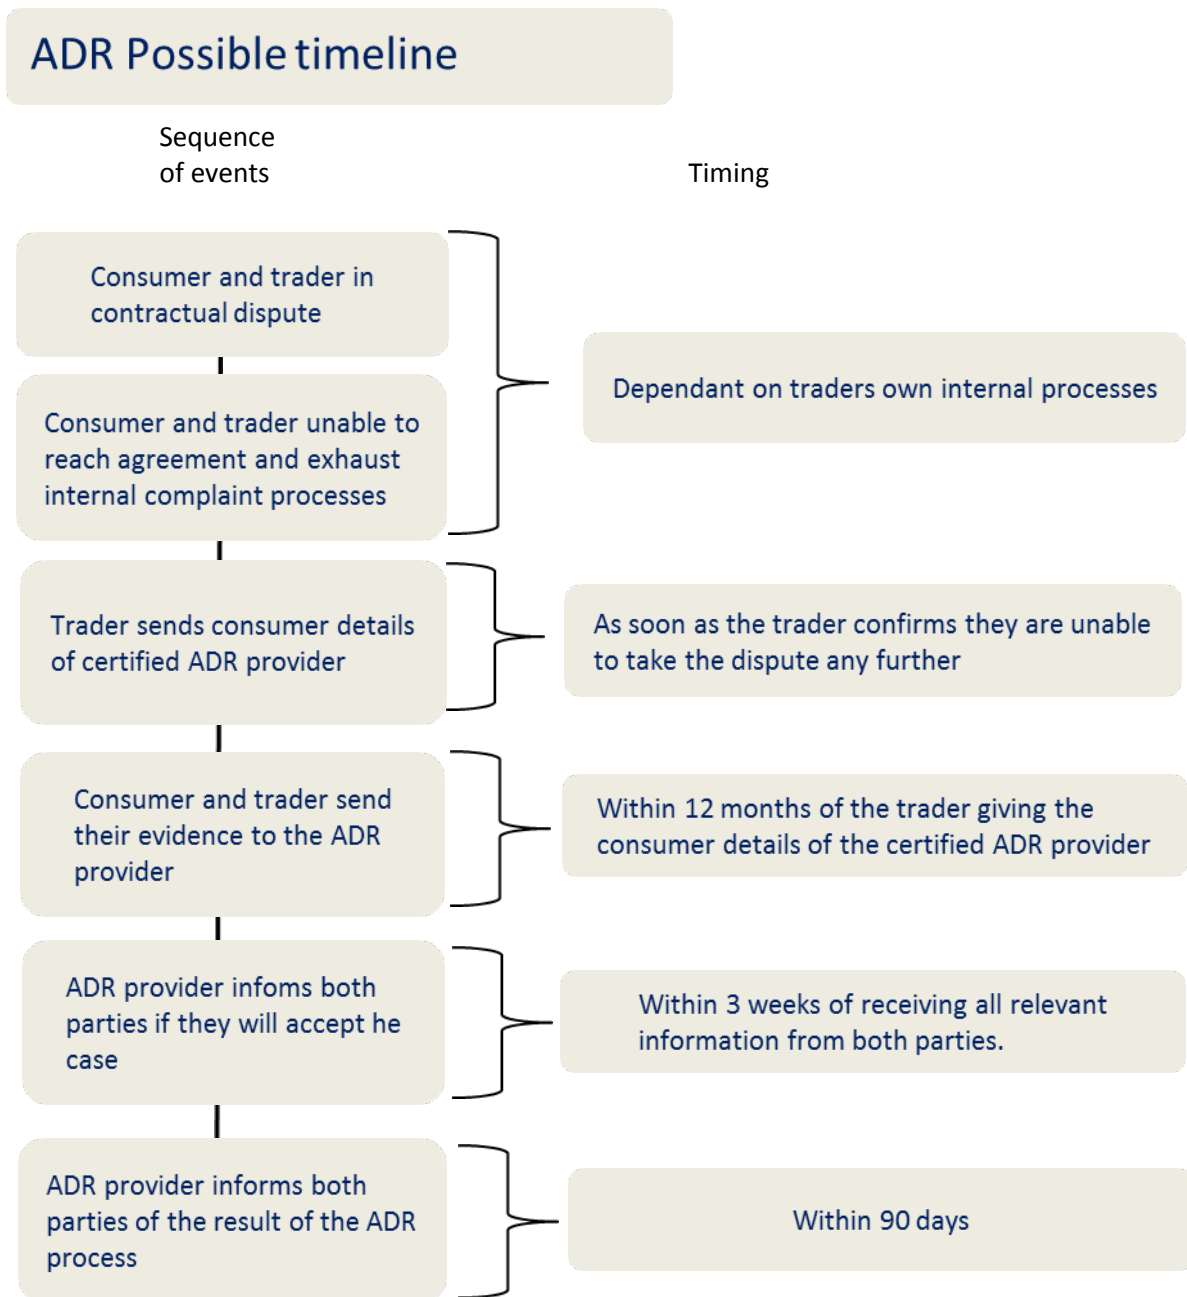 ADR Possible timeline
Sequence
of events
Timing
Consumer and trader in
contractual dispute
Consumer and trader unable to
reach agreement and exhaust
internal complaint processes
Dependant on traders own internal processes
Trader sends consumer details
of certified ADR provider
As soon as the trader confirms they are unable
to take the dispute any further
Consumer and trader send
their evidence to the ADR
provider
Within 12 months of the trader giving the
consumer details of the certified ADR provider
ADR provider infoms both
parties if they will accept he
case
Within 3 weeks of receiving all relevant
information from both parties.
ADR provider informs both
parties of the result of the ADR
process
Within 90 days